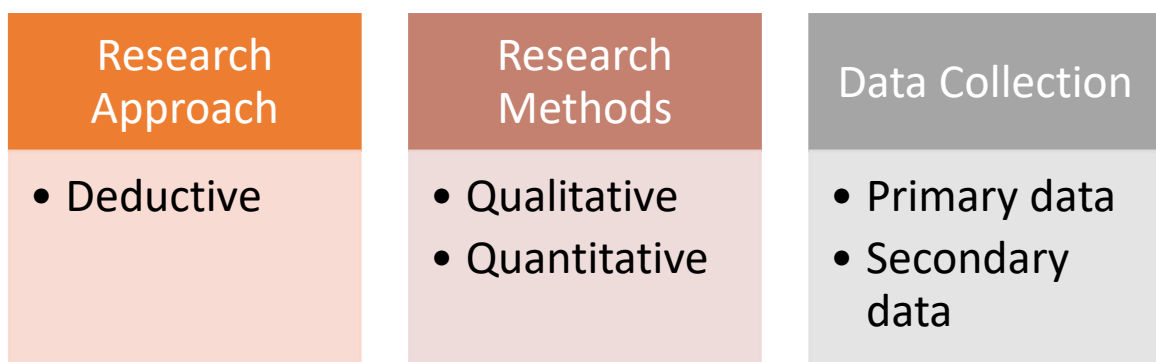 Research
Approach
• Deductive
Research
Methods
• Qualitative
• Quantitative
Data Collection
• Primary data
• Secondary
data